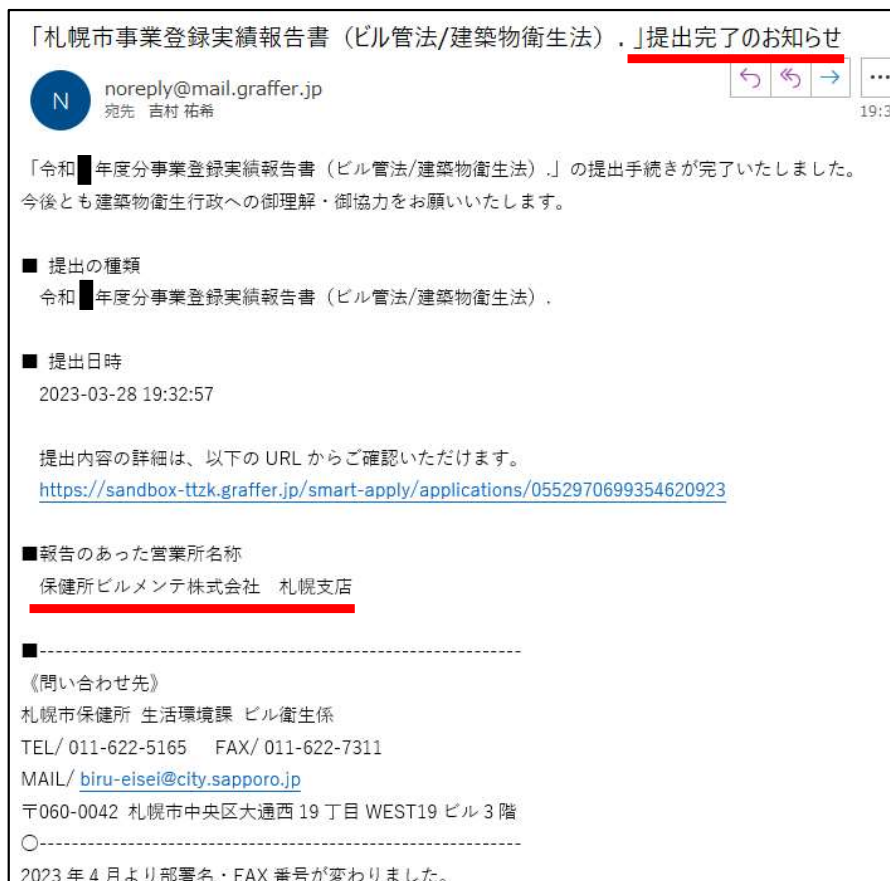 「札幌市事業登録実績報告書（ビル管法/建築物衛生法）.」提出完了のお知らせ
N
noreply@mail.graffer.jp
宛先 吉村 祐希
19:3
「令和 年度分事業登録実績報告書（ビル管法/建築物衛生法）.」の提出手続きが完了いたしました。
今後とも建築物衛生行政への御理解・御協力をお願いいたします。
■ 提出の種類
令和 年度分事業登録実績報告書（ビル管法/建築物衛生法）.
■ 提出日時
2023-03-28 19:32:57
提出内容の詳細は、以下の URL からご確認いただけます。
https://sandbox-ttzk.graffer.jp/smart-apply/applications/0552970699354620923
■報告のあった営業所名称
保健所ビルメンテ株式会社　札幌支店
■------------------------------------------------------------
《問い合わせ先》
札幌市保健所 生活環境課 ビル衛生係
TEL/ 011-622-5165 FAX/ 011-622-7311
MAIL/ biru-eisei@city.sapporo.jp
〒060-0042 札幌市中央区大通西 19 丁目 WEST19 ビル 3 階
○------------------------------------------------------------
2023 年 4 月より部署名・FAX 番号が変わりました。